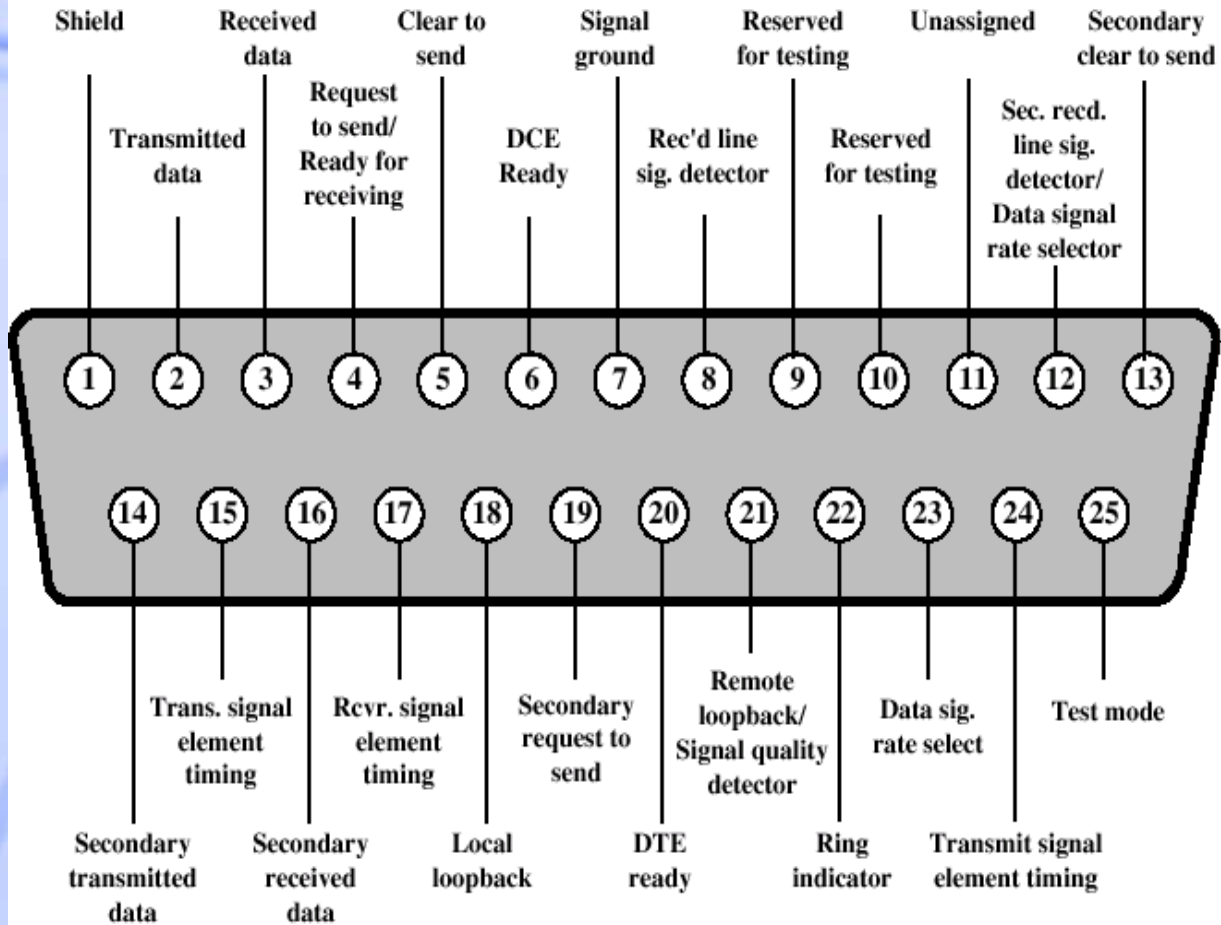 Shield
Received
data
Clear to
send
Signal
ground
Reserved
for testing
Unassigned
Secondary
clear to send
Transmitted
data
Request
to send/
Ready for
receiving
DCE
Ready
Rec'd line
sig. detector
Reserved
for testing
Sec. recd.
line sig.
detector/
Data signal
rate selector
1 2 3 4 5 6 7 8 9 10 11 12 13
14 15 16 17 18 19 20 21 22 23 24 25
Trans. signal
element
timing
Rcvr. signal
element
timing
Secondary
request to
send
Remote
loopback/
Signal quality
detector
Data sig.
rate select
Test mode
Secondary
transmitted
data
Secondary
received
data
Local
loopback
DTE
ready
Ring
indicator
Transmit signal
element timing